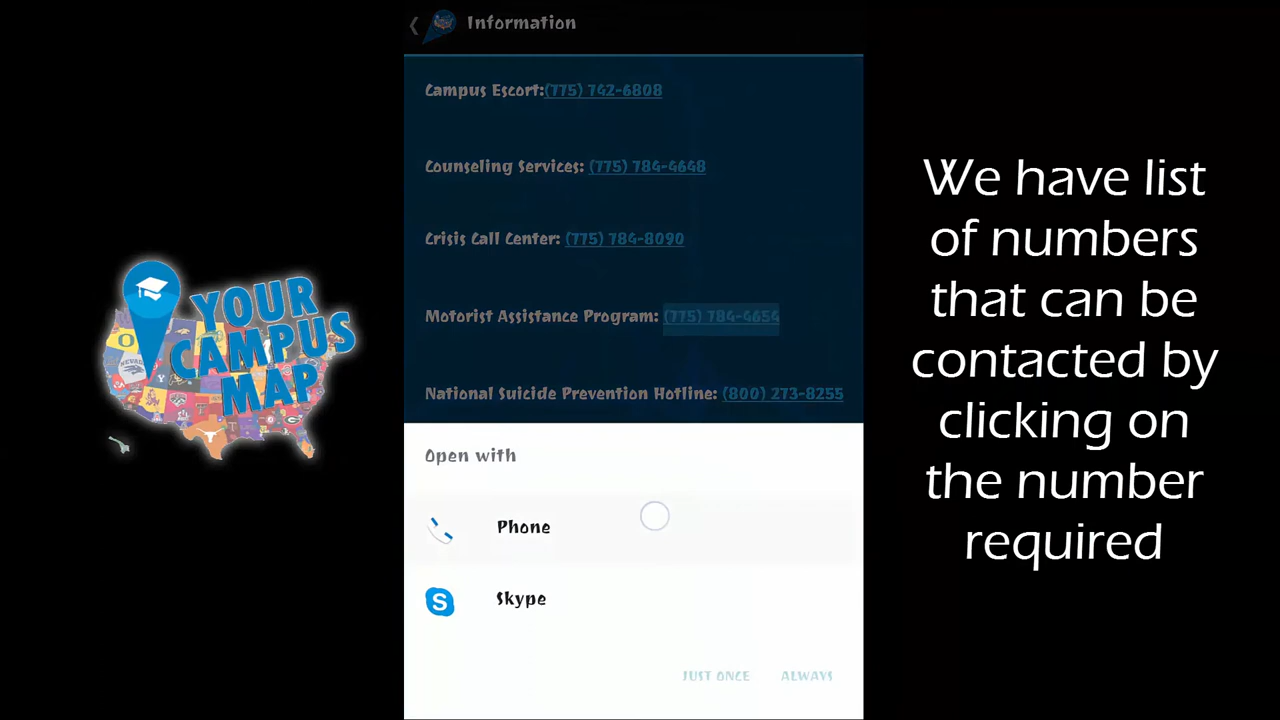 Information
Campus Escort:(775) 742-6808
Counseling Services: (775) 784-4648
Crisis Call Center: (775) 784-8090
Motorist Assistance Program: (775) 784-4654
National Suicide Prevention Hotline: (800) 273-8255
Open with
Phone
Skype
JUST ONCE ALWAYS
YOUR
CAMPUS
MAP
We have list
of numbers
that can be
contacted by
clicking on
the number
required